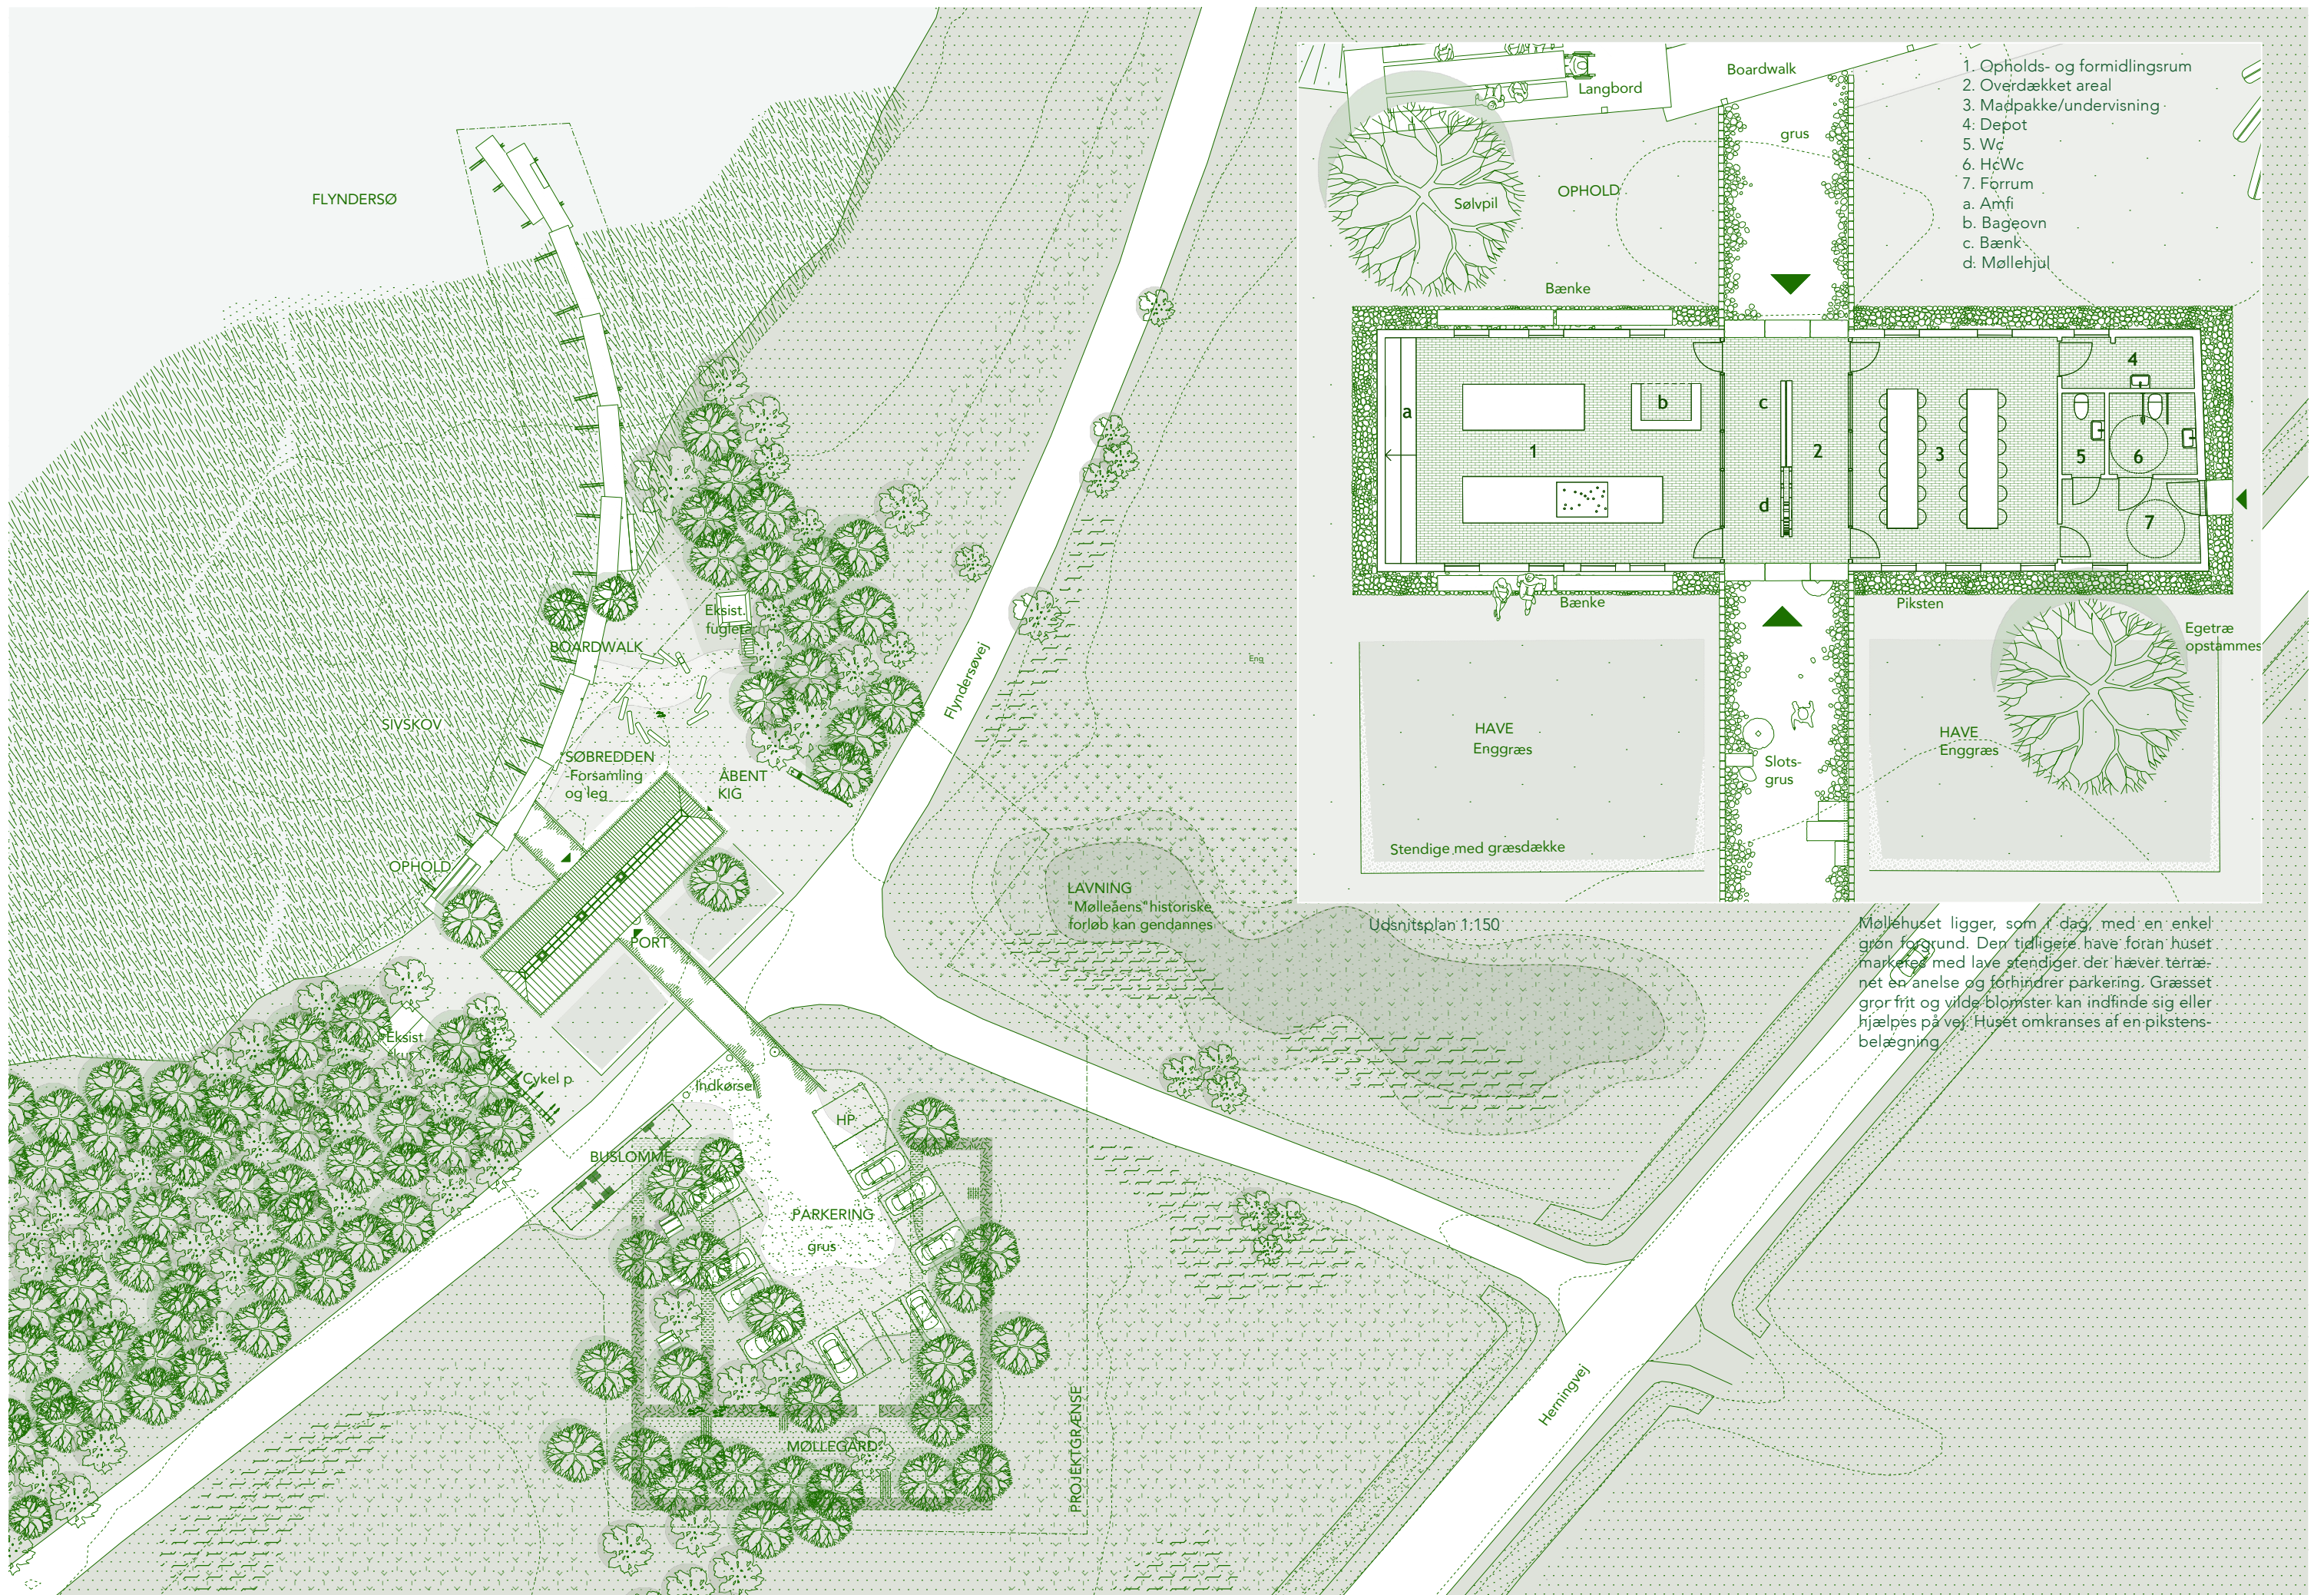 FLYNDERSØ
Eksist.
fugletå
BOARDWALK
SIVSKOV
SØBREDDEN
-Forsamling
og leg
ÅBENT
KIG
OPHOLD
PORT
Flyndersøvej
Eng
LAVNING
"Mølleåens"historiske
forløb kan gendannes
Eksist.
skur
Cykel p
Indkørsel
HP
BUSLOMME
PARKERING
grus
MØLLEGÅRD
PROJEKTGRÆNSE
Herningvej
Langbord
Boardwalk
grus
OPHOLD
Sølvpil
Bænke
1. Opholds- og formidlingsrum
2. Overdækket areal
3. Madpakke/undervisning
4: Depot
5. Wc
6. HcWc
7. Forrum
a. Amfi
b. Bageovn
c. Bænk
d. Møllehjul
a
b
c
4
1
2
3
5
6
d
7
Bænke
Piksten
Egetræ
opstammes
HAVE
Enggræs
HAVE
Enggræs
Slots-
grus
Stendige med græsdække
Udsnitsplan 1:150
Møllehuset ligger, som i dag, med en enkel
grøn forgrund. Den tidligere have foran huset
markeres med lave stendiger der hæver terræ-
net en anelse og forhindrer parkering. Græsset
gror frit og vilde blomster kan indfinde sig eller
hjælpes på vej. Huset omkranses af en pikstens-
belægning